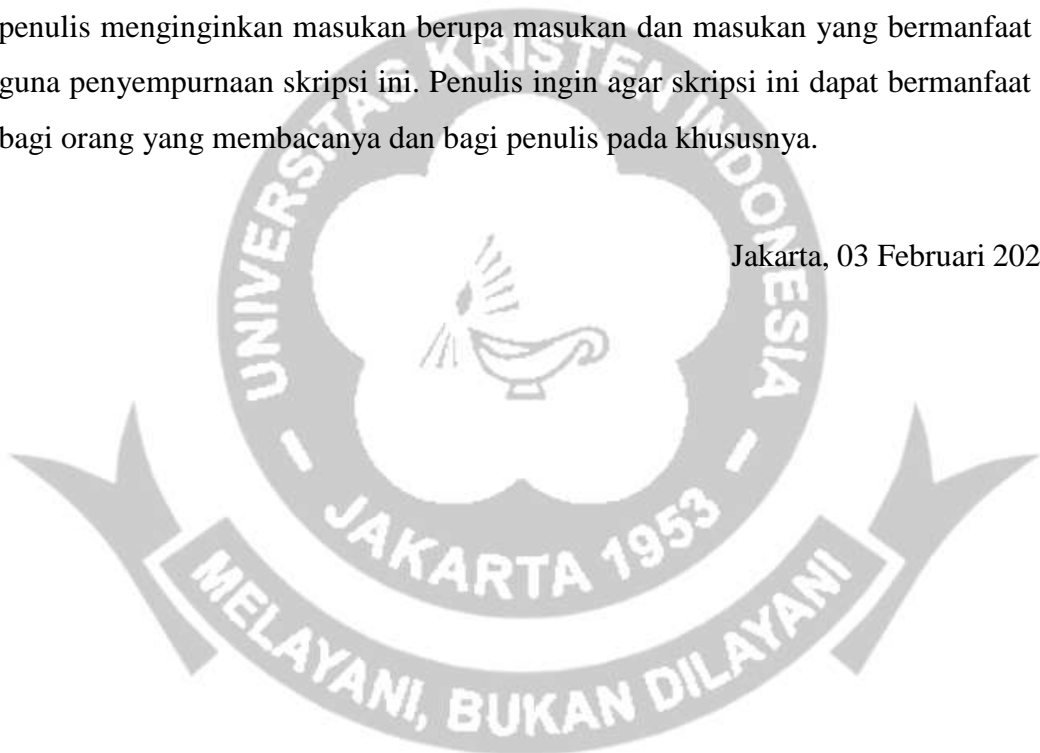 penulis menginginkan masukan berupa masukan dan masukan yang bermanfaat
guna penyempurnaan skripsi ini. Penulis ingin agar skripsi ini dapat bermanfaat
bagi orang yang membacanya dan bagi penulis pada khususnya.
Jakarta, 03 Februari 202
UNIVERSITAS KRISTEN INDONESIA
- JAKARTA 1953 -
MELAYANI, BUKAN DILAYANI